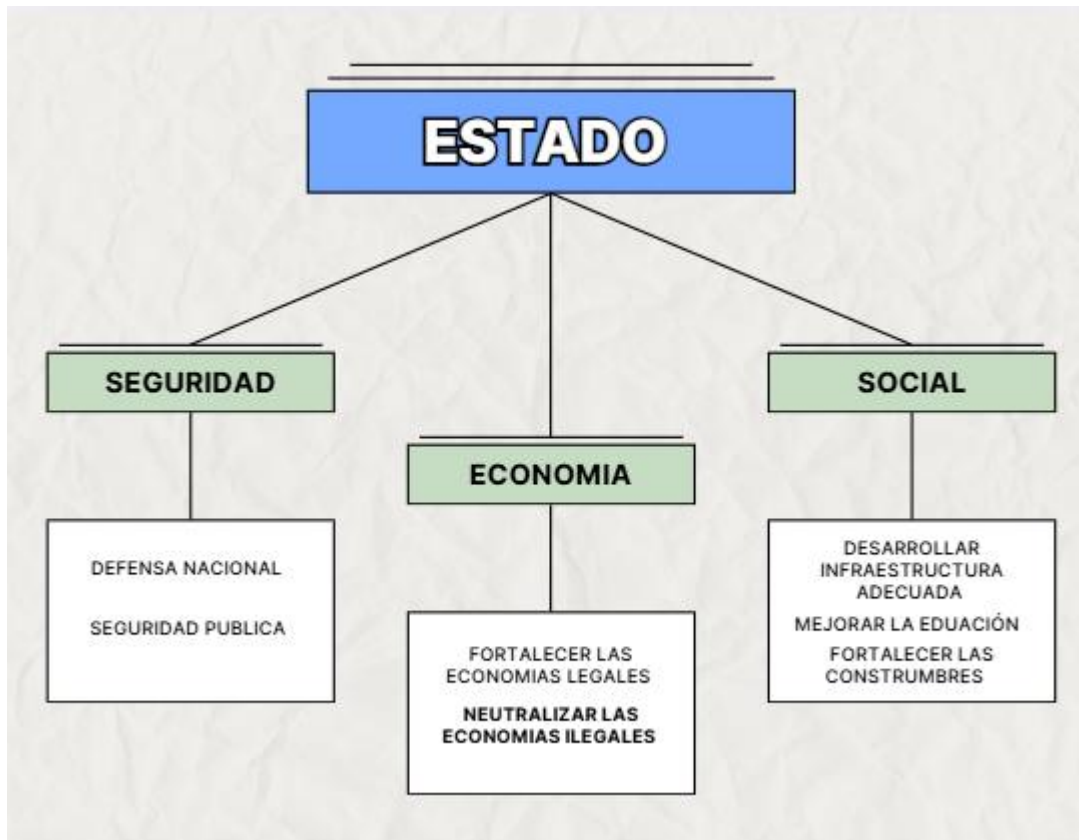 ESTADO
SEGURIDAD
DEFENSA NACIONAL
SEGURIDAD PUBLICA
ECONOMIA
FORTALECER LAS
ECONOMIAS LEGALES
NEUTRALIZAR LAS
ECONOMIAS ILEGALES
SOCIAL
DESARROLLAR
INFRAESTRUCTURA
ADECUADA
MEJORAR LA EDUACIÓN
FORTALECER LAS
CONSTRUMBRES